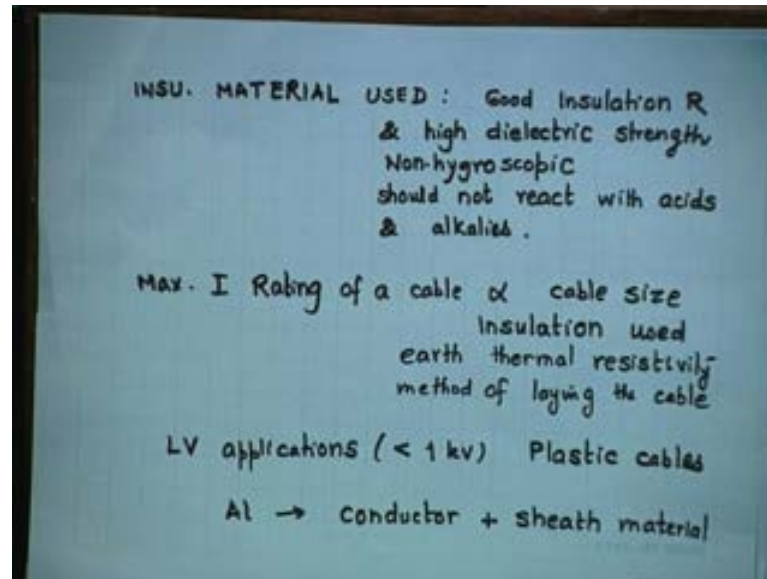 INSU. MATERIAL USED : Good Insulation R
& high dielectric strength
Non-hygroscopic
should not react with acids
& alkalies.
Max. I Rating of a cable α cable size
Insulation used
earth thermal resistivity
method of laying the cable
LV applications (< 1 kv) Plastic cables
Al → conductor + sheath material